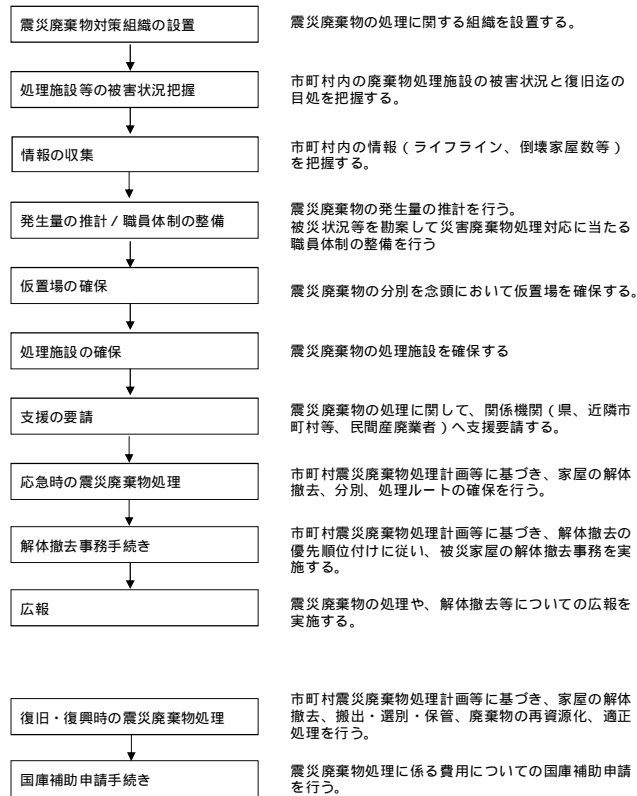 震災廃棄物対策組織の設置
震災廃棄物の処理に関する組織を設置する。
処理施設等の被害状況把握
市町村内の廃棄物処理施設の被害状況と復旧迄の
目処を把握する。
情報の収集
市町村内の情報(ライフライン、倒壊家屋数等)
を把握する。
発生量の推計/職員体制の整備
震災廃棄物の発生量の推計を行う。
被災状況等を勘案して災害廃棄物処理対応に当たる
職員体制の整備を行う
仮置場の確保
震災廃棄物の分別を念頭において仮置場を確保する。
処理施設の確保
震災廃棄物の処理施設を確保する
支援の要請
震災廃棄物の処理に関して、関係機関(県、近隣市
町村等、民間産廃業者)へ支援要請する。
応急時の震災廃棄物処理
市町村震災廃棄物処理計画等に基づき、家屋の解体
撤去、分別、処理ルートの確保を行う。
解体撤去事務手続き
市町村震災廃棄物処理計画等に基づき、解体撤去の
優先順位付けに従い、被災家屋の解体撤去事務を実
施する。
広報
震災廃棄物の処理や、解体撤去等についての広報を
実施する。
復旧・復興時の震災廃棄物処理
市町村震災廃棄物処理計画等に基づき、家屋の解体
撤去、搬出・選別・保管、廃棄物の再資源化、適正
処理を行う。
国庫補助申請手続き
震災廃棄物処理に係る費用についての国庫補助申請
を行う。